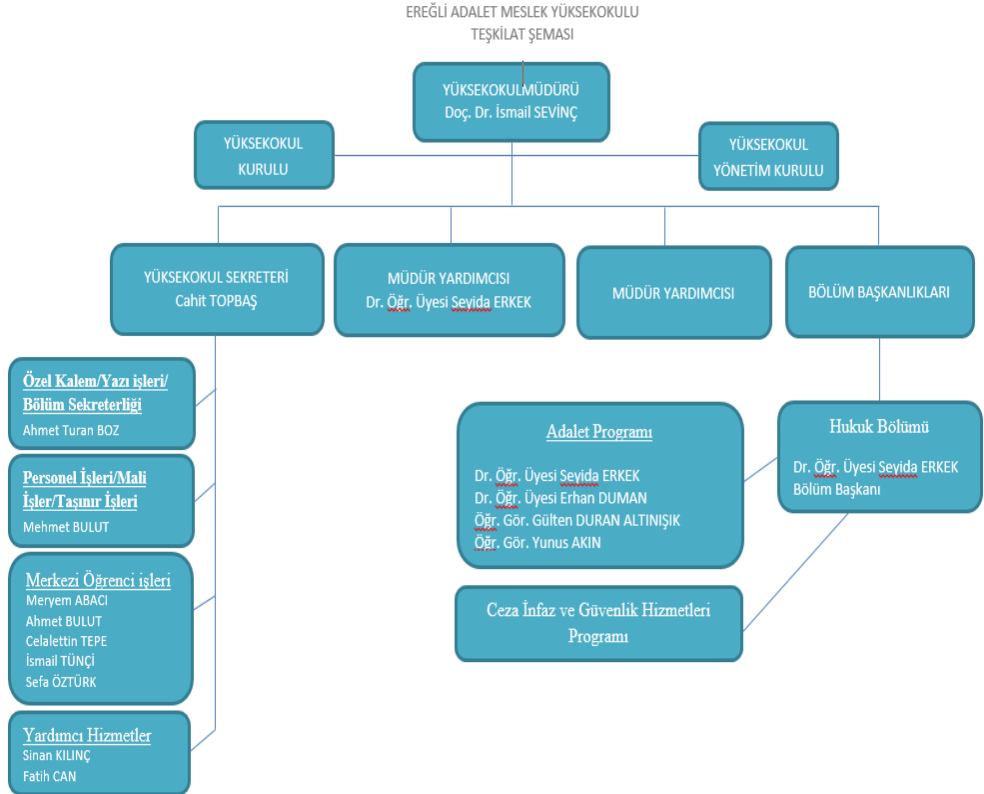 EREĞLİ ADALET MESLEK YÜKSEKOKULU
TEŞKİLAT ŞEMASI
YÜKSEKOKULMÜDÜRÜ
Doç. Dr. İsmail SEVİNÇ
YÜKSEKOKUL
KURULU
YÜKSEKOKUL
YÖNETİM KURULU
YÜKSEKOKUL SEKRETERİ
Cahit TOPBAŞ
MÜDÜR YARDIMCISI
Dr. Öğr. Üyesi Seyida ERKEK
MÜDÜR YARDIMCISI
BÖLÜM BAŞKANLIKLARI
Özel Kalem/Yazı işleri/
Bölüm Sekreterliği
Ahmet Turan BOZ
Personel İşleri/Mali
İşler/Taşınır İşleri
Mehmet BULUT
Merkezi Öğrenci işleri
Meryem ABACI
Ahmet BULUT
Celalettin TEPE
İsmail TÜNÇİ
Sefa ÖZTÜRK
Yardımcı Hizmetler
Sinan KILINÇ
Fatih CAN
Adalet Programı
Dr. Öğr. Üyesi Seyida ERKEK
Dr. Öğr. Üyesi Erhan DUMAN
Öğr. Gör. Gülten DURAN ALTINIŞIK
Öğr. Gör. Yunus AKIN
Hukuk Bölümü
Dr. Öğr. Üyesi Seyida ERKEK
Bölüm Başkanı
Ceza İnfaz ve Güvenlik Hizmetleri
Programı